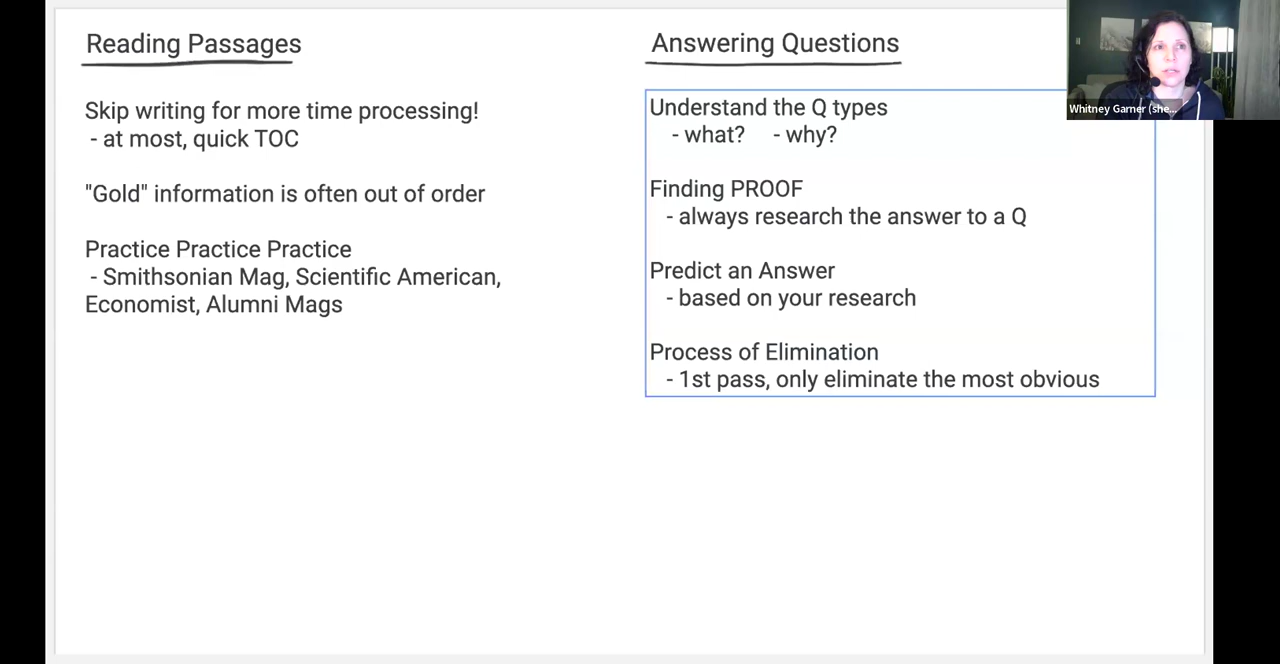 Reading Passages
Skip writing for more time processing!
- at most, quick TOC
"Gold" information is often out of order
Practice Practice Practice
- Smithsonian Mag, Scientific American,
Economist, Alumni Mags
Answering Questions
Understand the Q types
- what? - why?
Finding PROOF
- always research the answer to a Q
Predict an Answer
- based on your research
Process of Elimination
- 1st pass, only eliminate the most obvious
Whitney Garner (she...